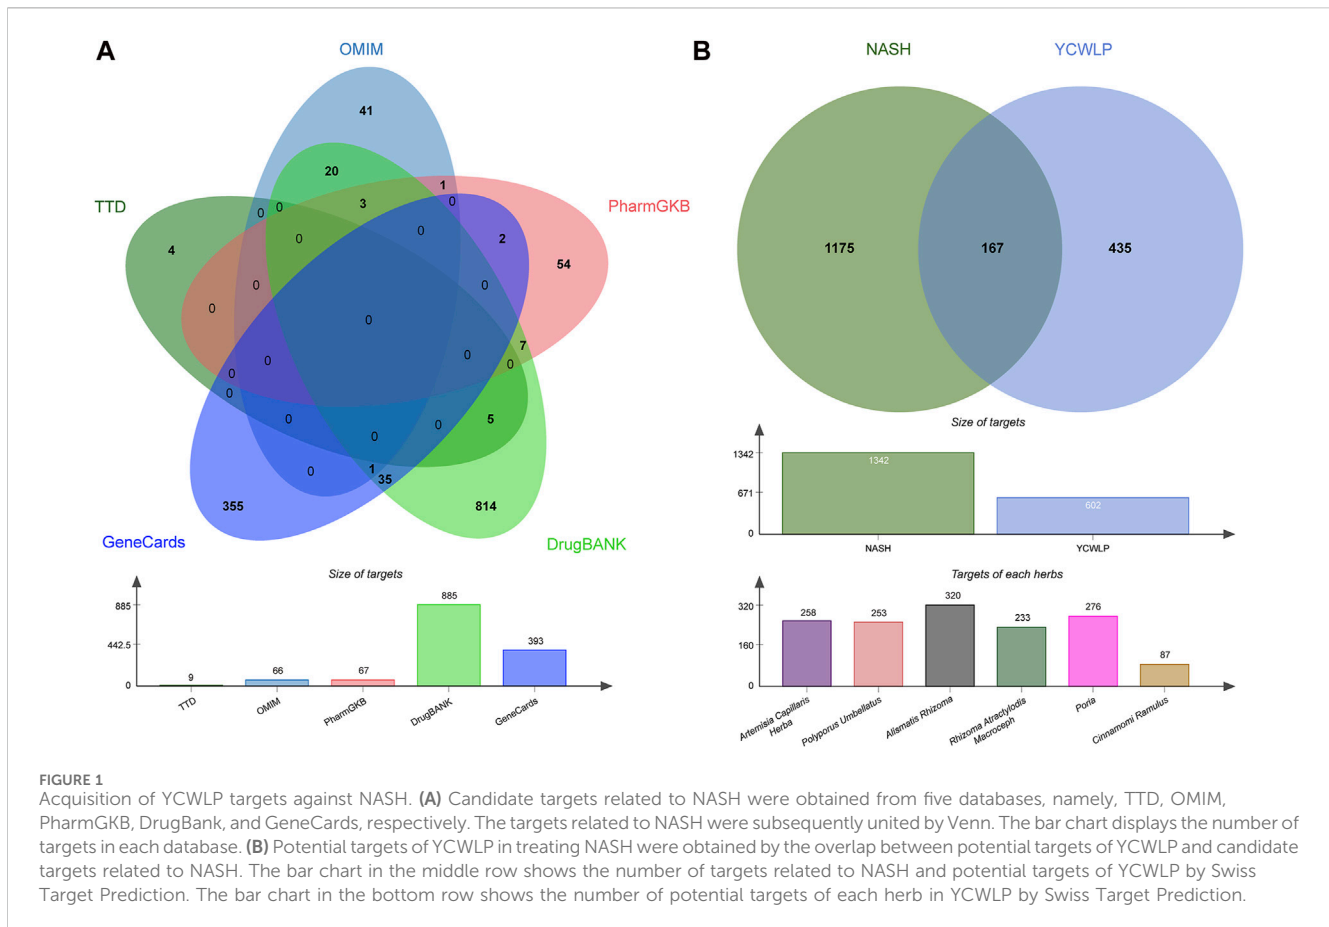 A
OMIM
41
20
1
TTD
0
0
3
0
PharmGKB
4
0
0
2
54
0
0
0
0
7
0
0
0
0
0
0
0
5
0
0
1
35
355
814
GeneCards
DrugBANK
Size of targets
885
442.5
0
9
66
67
885
393
TTD
OMIM
PharmGKB
DrugBANK
GeneCards
B
NASH
YCWLP
1175
167
435
Size of targets
1342
671
0
1342
602
NASH
YCWLP
Targets of each herbs
320
160
0
258
253
320
233
276
87
Artemisia Capillaris
Herba
Polyporus Umbellatus
Alismatis Rhizoma
Rhizoma Atractylodis
Macroceph
Poria
Cinnamomi Ramulus
FIGURE 1
Acquisition of YCWLP targets against NASH. (A) Candidate targets related to NASH were obtained from five databases, namely, TTD, OMIM,
PharmGKB, DrugBank, and GeneCards, respectively. The targets related to NASH were subsequently united by Venn. The bar chart displays the number of
targets in each database. (B) Potential targets of YCWLP in treating NASH were obtained by the overlap between potential targets of YCWLP and candidate
targets related to NASH. The bar chart in the middle row shows the number of targets related to NASH and potential targets of YCWLP by Swiss
Target Prediction. The bar chart in the bottom row shows the number of potential targets of each herb in YCWLP by Swiss Target Prediction.